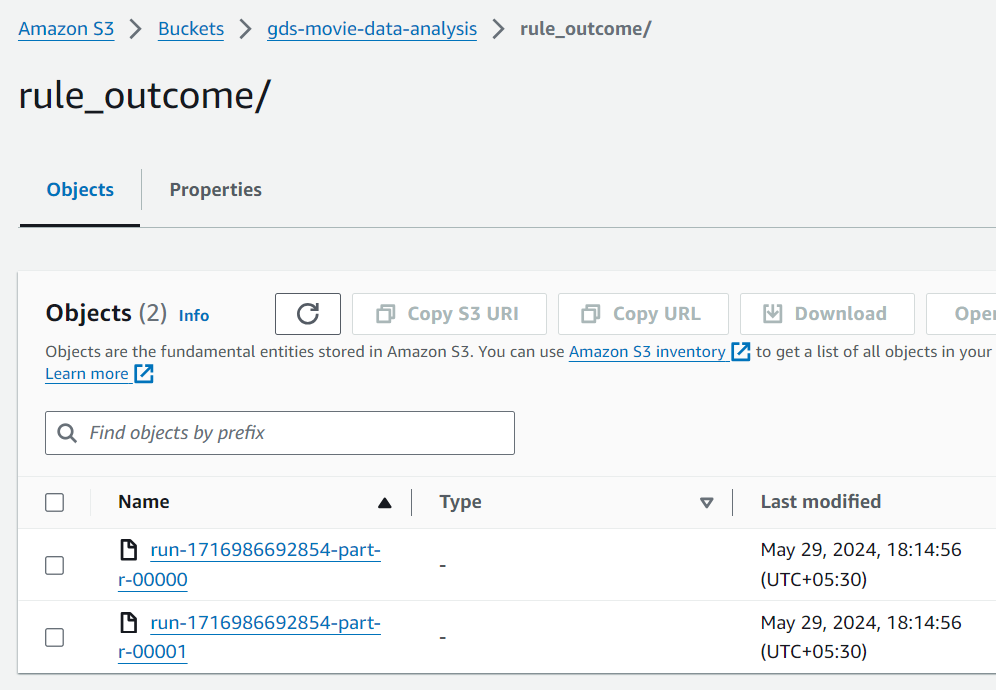 Amazon S3 > Buckets > gds-movie-data-analysis > rule_outcome/
rule_outcome/
Objects Properties
Objects (2) Info Copy S3 URI Copy URL Download Open
Objects are the fundamental entities stored in Amazon S3. You can use Amazon S3 inventory to get a list of all objects in your
Learn more
Find objects by prefix
Name Type Last modified
run-1716986692854-part- - May 29, 2024, 18:14:56
r-00000 (UTC+05:30)
run-1716986692854-part- - May 29, 2024, 18:14:56
r-00001 (UTC+05:30)